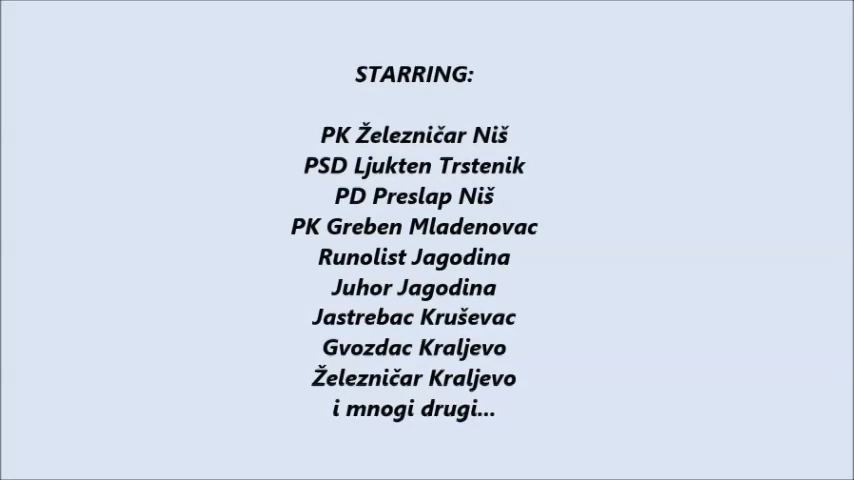 STARRING:
PK Železničar Niš
PSD Ljukten Trstenik
PD Preslap Niš
PK Greben Mladenovac
Runolist Jagodina
Juhor Jagodina
Jastrebac Kruševac
Gvozdac Kraljevo
Železničar Kraljevo
i mnogi drugi...